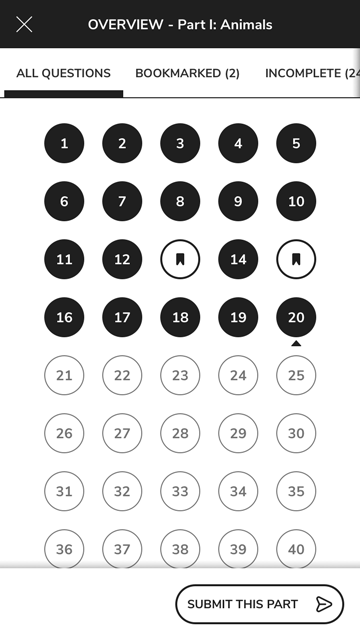 OVERVIEW - Part I: Animals
ALL QUESTIONS BOOKMARKED (2) INCOMPLETE (24
1 2 3 4 5
6 7 8 9 10
11 12 14
16 17 18 19 20
21 22 23 24 25
26 27 28 29 30
31 32 33 34 35
36 37 38 39 40
SUBMIT THIS PART